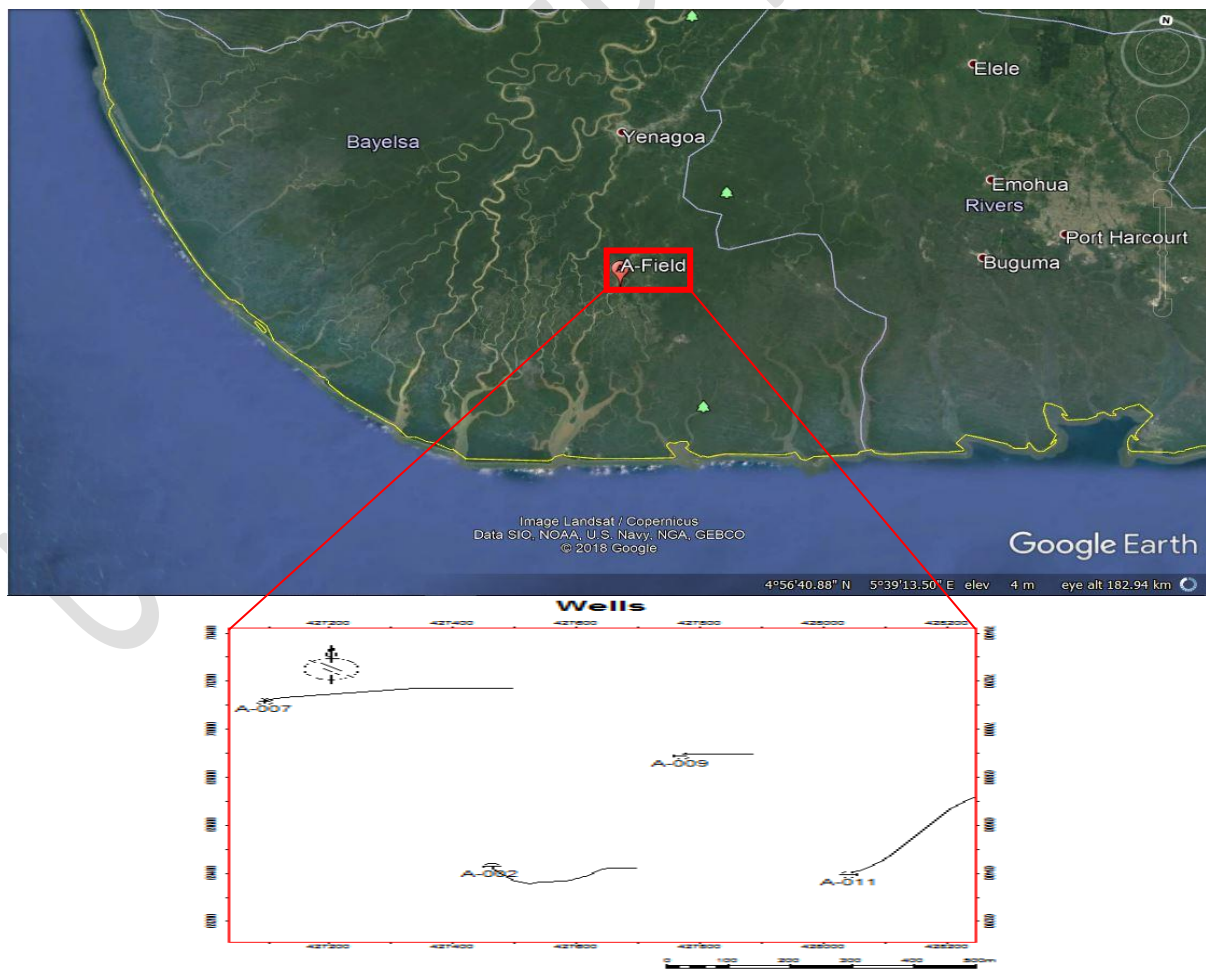 N
Elele
Yenagoa
Bayelsa
Emohua
Rivers
Port Harcourt
A-Field
Buguma
Image Landsat / Copernicus
Data SIO, NOAA, U.S. Navy, NGA, GEBCO
© 2018 Google
Google Earth
4°56'40.88" N 5°39'13.50" E elev 4 m eye alt 182.94 km
Wells
427200 427400 427600 427800 428000 428200
A-007
A-009
A-002
A-011
427200 427400 427600 427800 428000 428200
0 100 200 300 400 500m